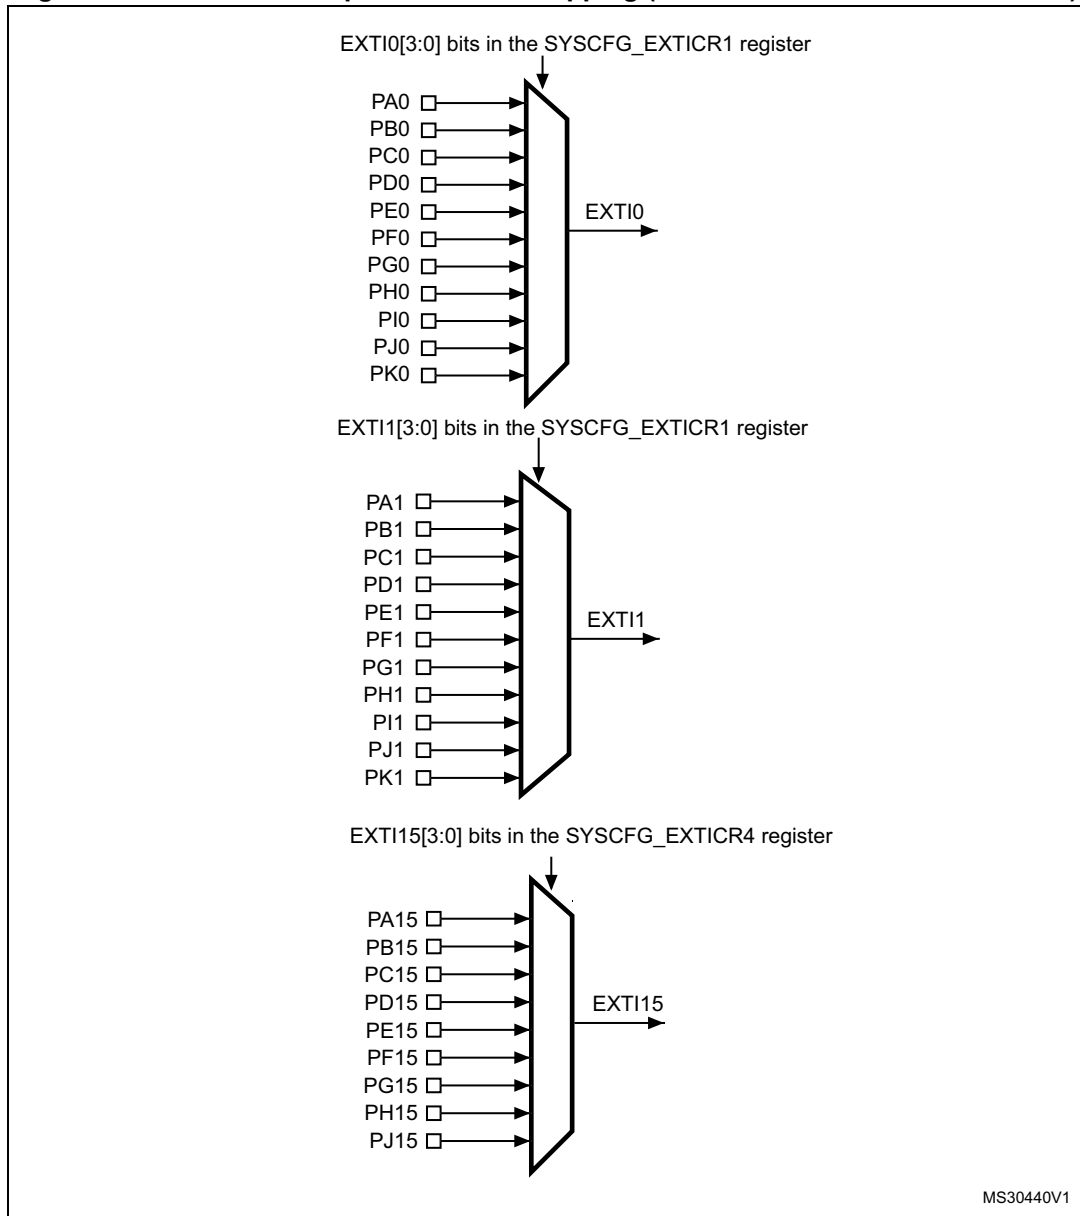 EXTI0[3:0] bits in the SYSCFG_EXTICR1 register
PA0
PB0
PC0
PD0
PE0
PF0
PG0
PH0
PI0
PJ0
PK0
EXTI0
EXTI1[3:0] bits in the SYSCFG_EXTICR1 register
PA1
PB1
PC1
PD1
PE1
PF1
PG1
PH1
PI1
PJ1
PK1
EXTI1
EXTI15[3:0] bits in the SYSCFG_EXTICR4 register
PA15
PB15
PC15
PD15
PE15
PF15
PG15
PH15
PJ15
EXTI15
MS30440V1